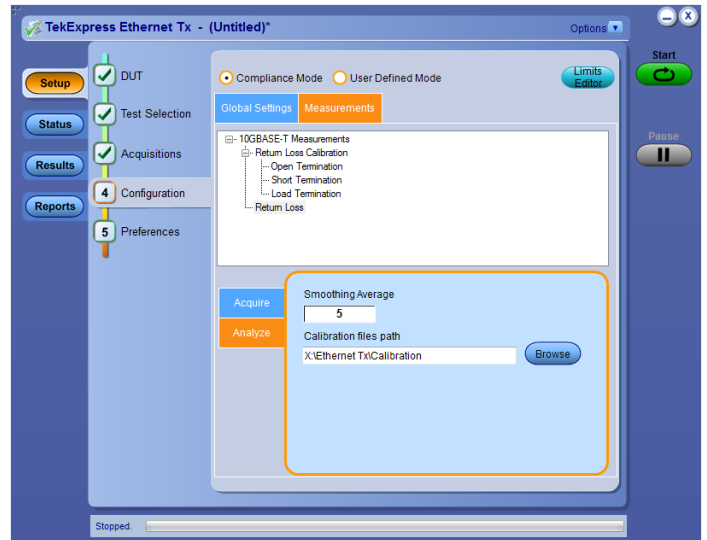 TekExpress Ethernet Tx - (Untitled)*
Options
Start
Pause
Setup
Status
Results
Reports
DUT
Test Selection
Acquisitions
4 Configuration
5 Preferences
Compliance Mode
User Defined Mode
Limits
Editor
Global Settings
Measurements
10GBASE-T Measurements
Return Loss Calibration
Open Termination
Short Termination
Load Termination
Return Loss
Acquire
Analyze
Smoothing Average
5
Calibration files path
X:\Ethernet Tx\Calibration
Browse
Stopped.